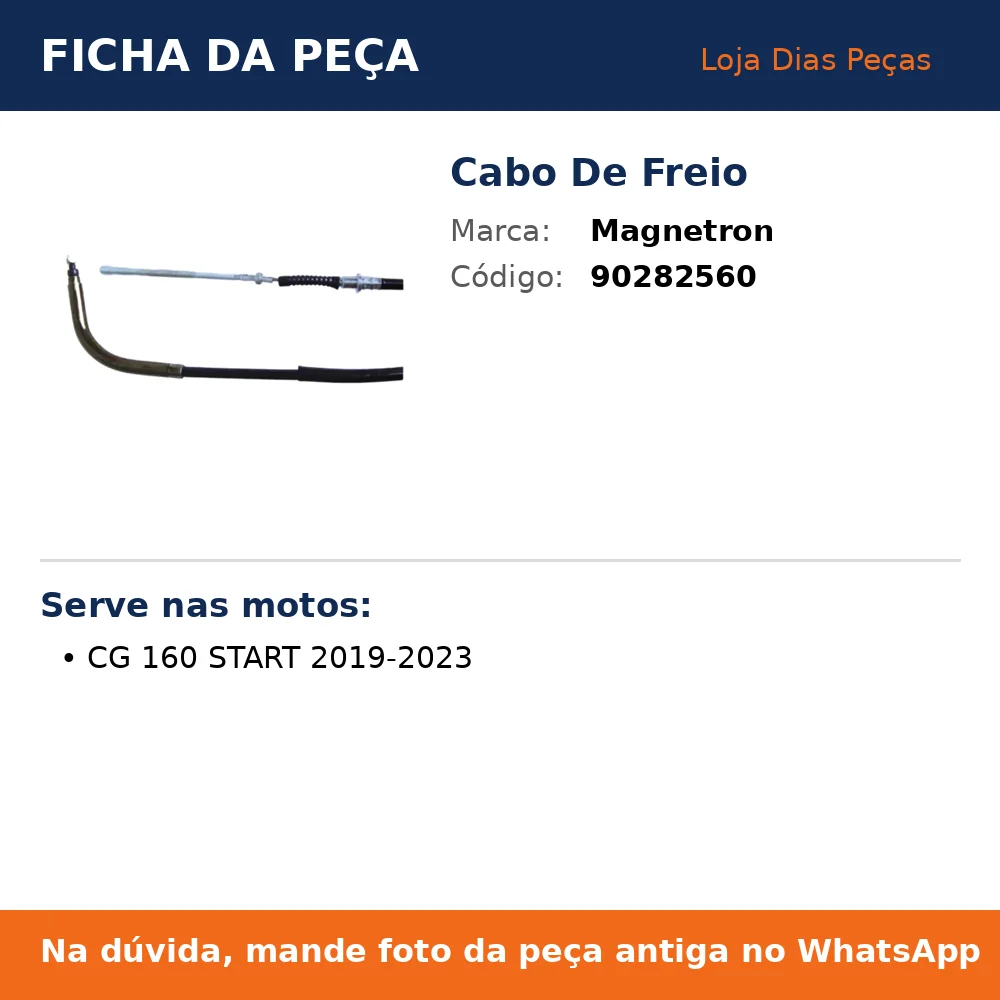 FICHA DA PEÇA
Loja Dias Peças
Cabo De Freio
Marca: Magnetron
Código: 90282560
Serve nas motos:
• CG 160 START 2019-2023
Na dúvida, mande foto da peça antiga no WhatsApp